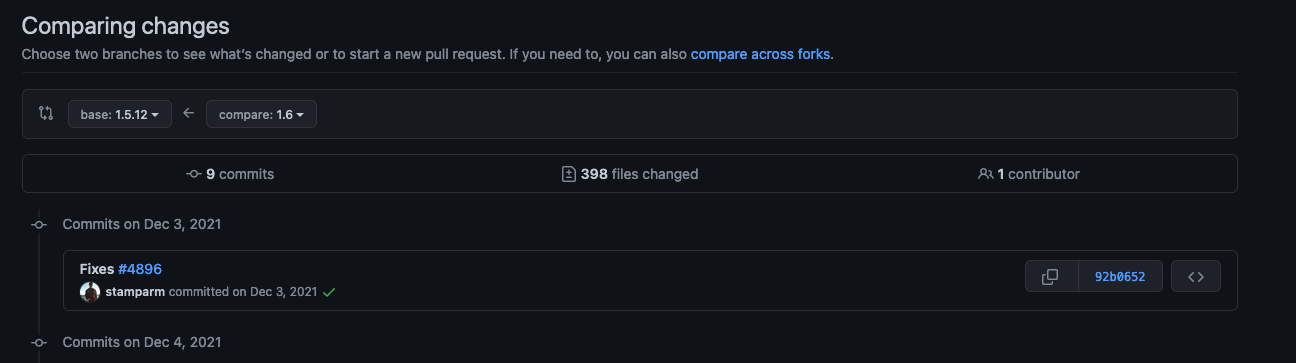 Comparing changes
Choose two branches to see what's changed or to start a new pull request. If you need to, you can also compare across forks.
base: 1.5.12 compare: 1.6
9 commits 398 files changed 1 contributor
Commits on Dec 3, 2021
Fixes #4896
92b0652
stamparm committed on Dec 3, 2021
Commits on Dec 4, 2021